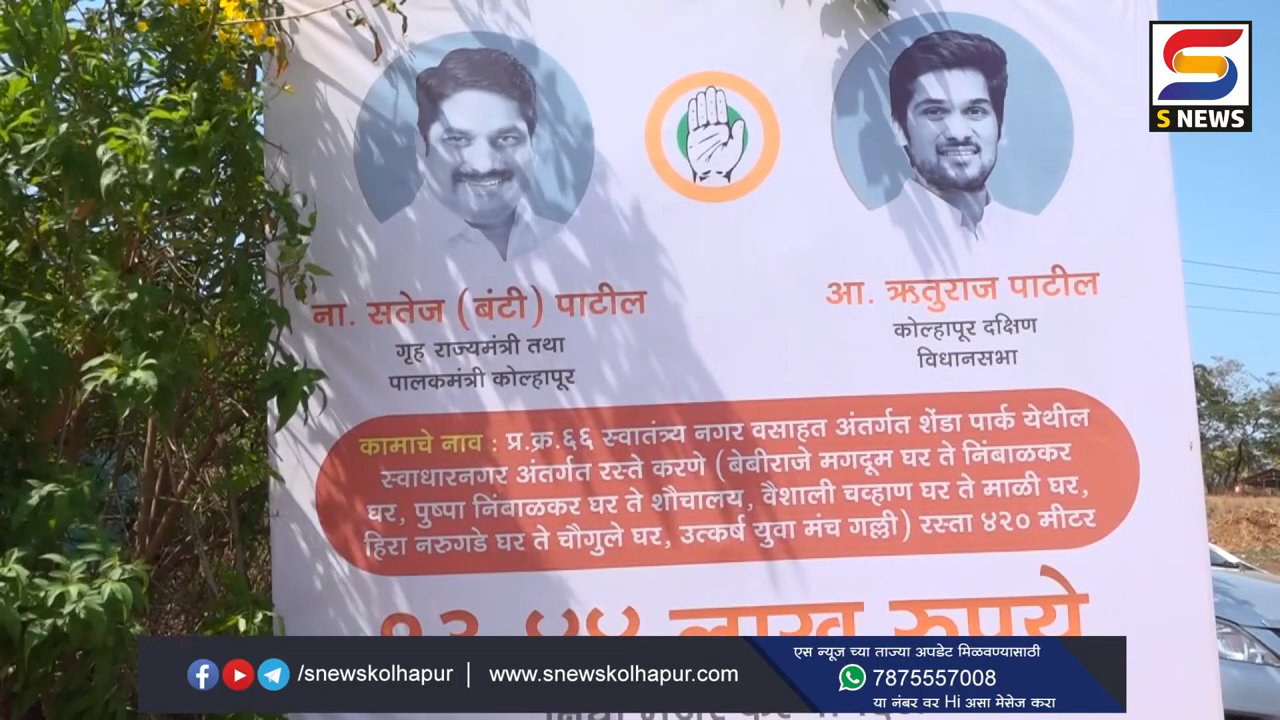 S NEWS
ना. सतेज (बंटी) पाटील
गृह राज्यमंत्री तथा
पालकमंत्री कोल्हापूर
आ. ऋतुराज पाटील
कोल्हापूर दक्षिण
विधानसभा
कामाचे नाव : प्र.क्र.६६ स्वातंत्र्य नगर वसाहत अंतर्गत शेंडा पार्क येथील
स्वाधारनगर अंतर्गत रस्ते करणे (बेबीराजे मगदूम घर ते निंबाळकर
घर, पुष्पा निंबाळकर घर ते शौचालय, वैशाली चव्हाण घर ते माळी घर,
हिरा नरुगडे घर ते चौगुले घर, उत्कर्ष युवा मंच गल्ली) रस्ता ४२० मीटर
लाख रुपये
/snewskolhapur | www.snewskolhapur.com
एस न्यूज च्या ताज्या अपडेट मिळवण्यासाठी
7875557008
या नंबर वर Hi असा मेसेज करा